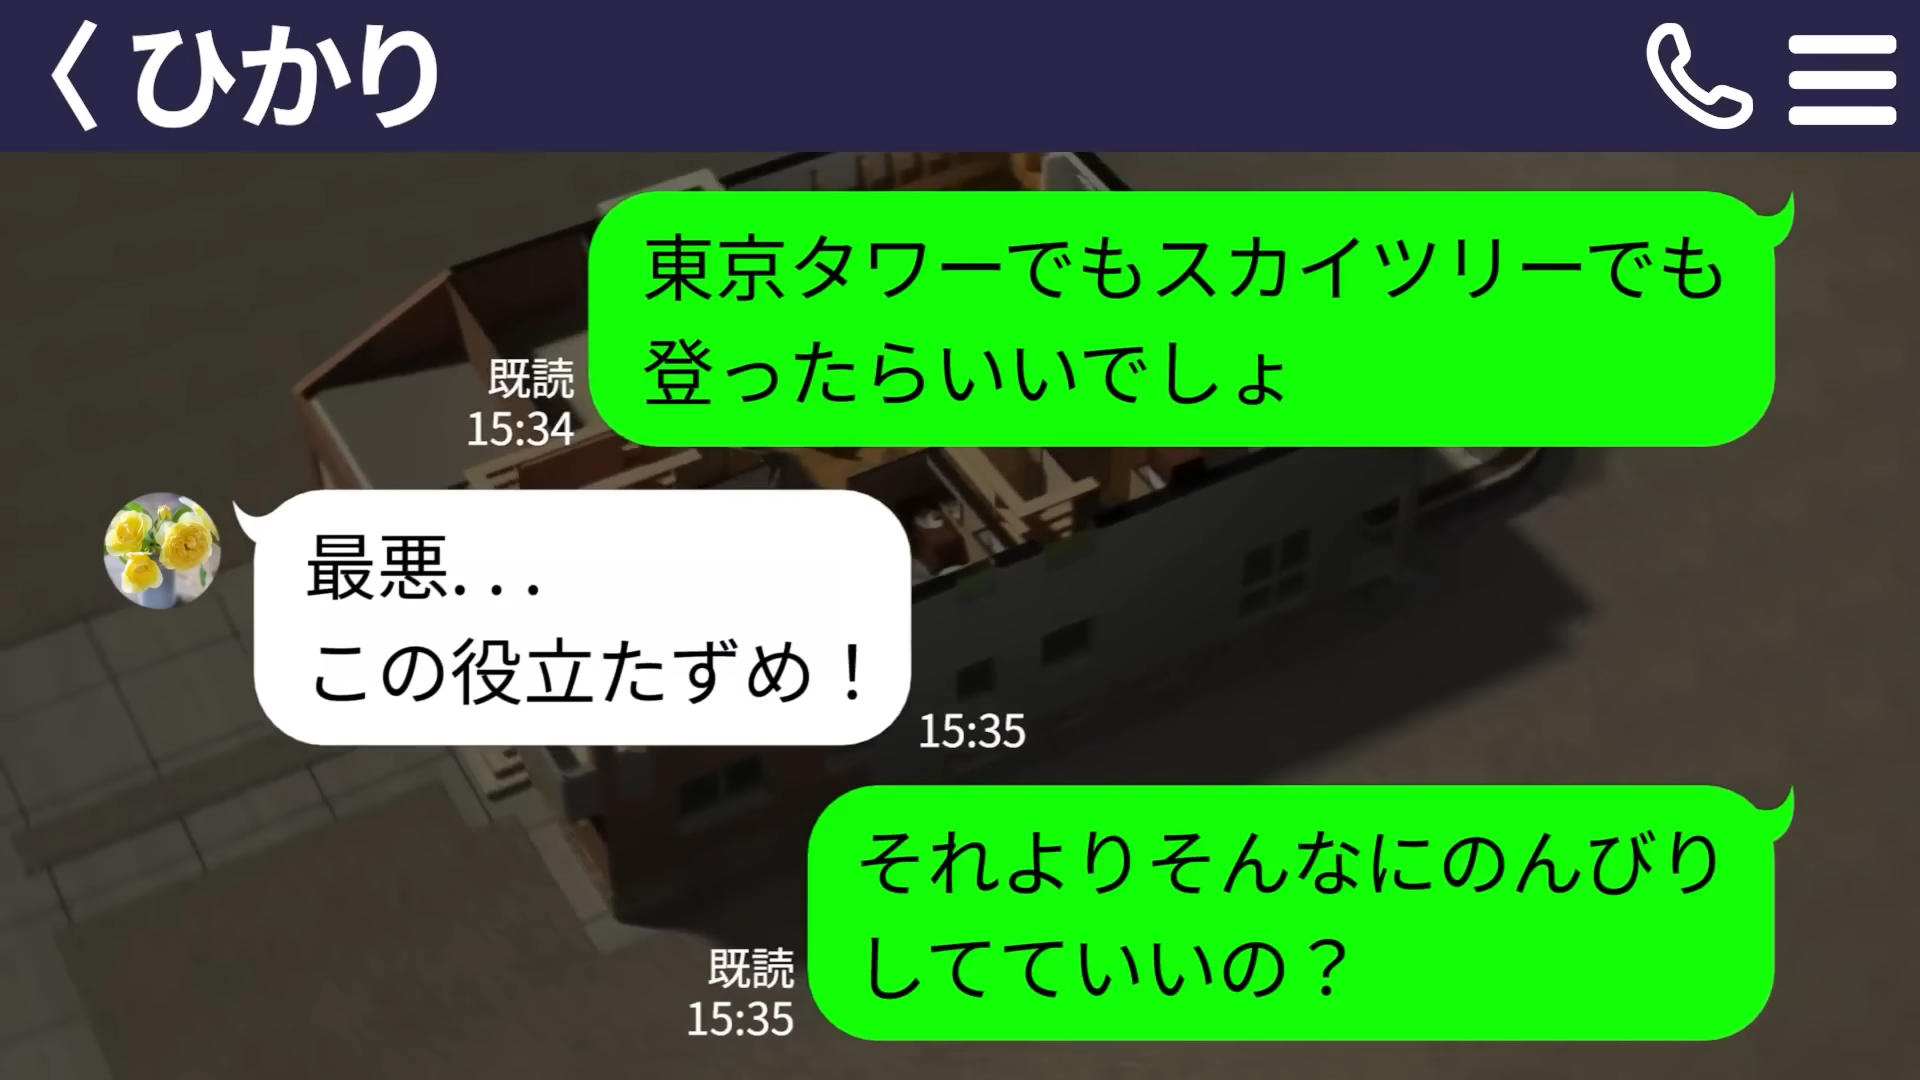 ひかり
東京タワーでもスカイツリーでも
登ったらいいでしょ
既読
15:34
最悪...
この役立たずめ！
15:35
それよりそんなにのんびり
してていいの？
既読
15:35